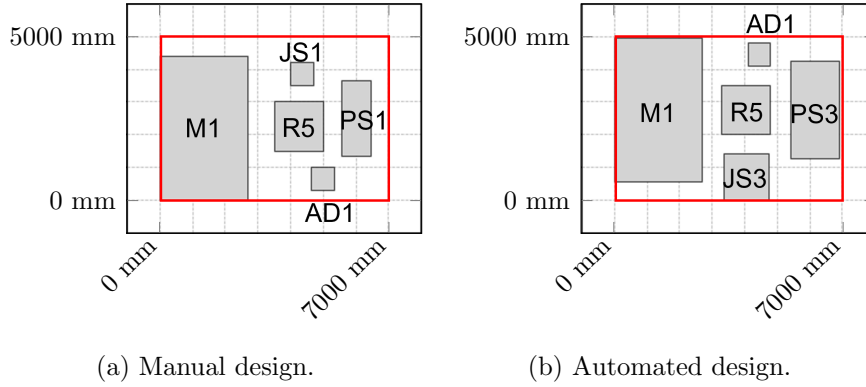 5000 mm
JS1
M1
R5
PS1
0 mm
AD1
0 mm
7000 mm
(a) Manual design.
AD1
5000 mm
M1
R5
PS3
JS3
0 mm
0 mm
7000 mm
(b) Automated design.